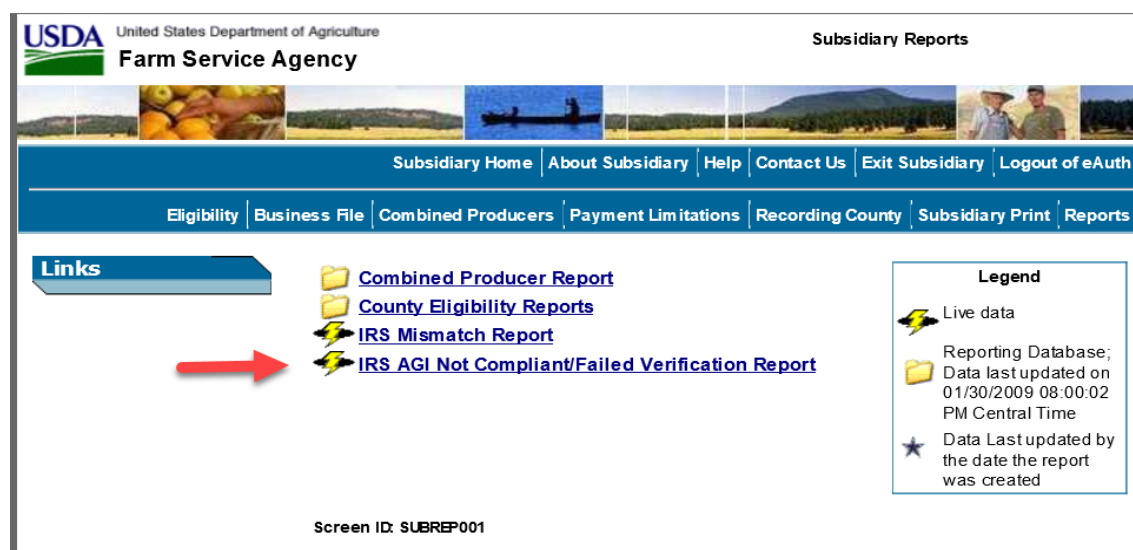 USDA
United States Department of Agriculture
Farm Service Agency
Subsidiary Reports
Subsidiary Home About Subsidiary Help Contact Us Exit Subsidiary Logout of eAuth
Eligibility Business File Combined Producers Payment Limitations Recording County Subsidiary Print Reports
Links
Combined Producer Report
County Eligibility Reports
IRS Mismatch Report
IRS AGI Not Compliant/Failed Verification Report
Legend
Live data
Reporting Database;
Data last updated on
01/30/2009 08:00:02
PM Central Time
Data Last updated by
the date the report
was created
Screen ID: SUBREP001